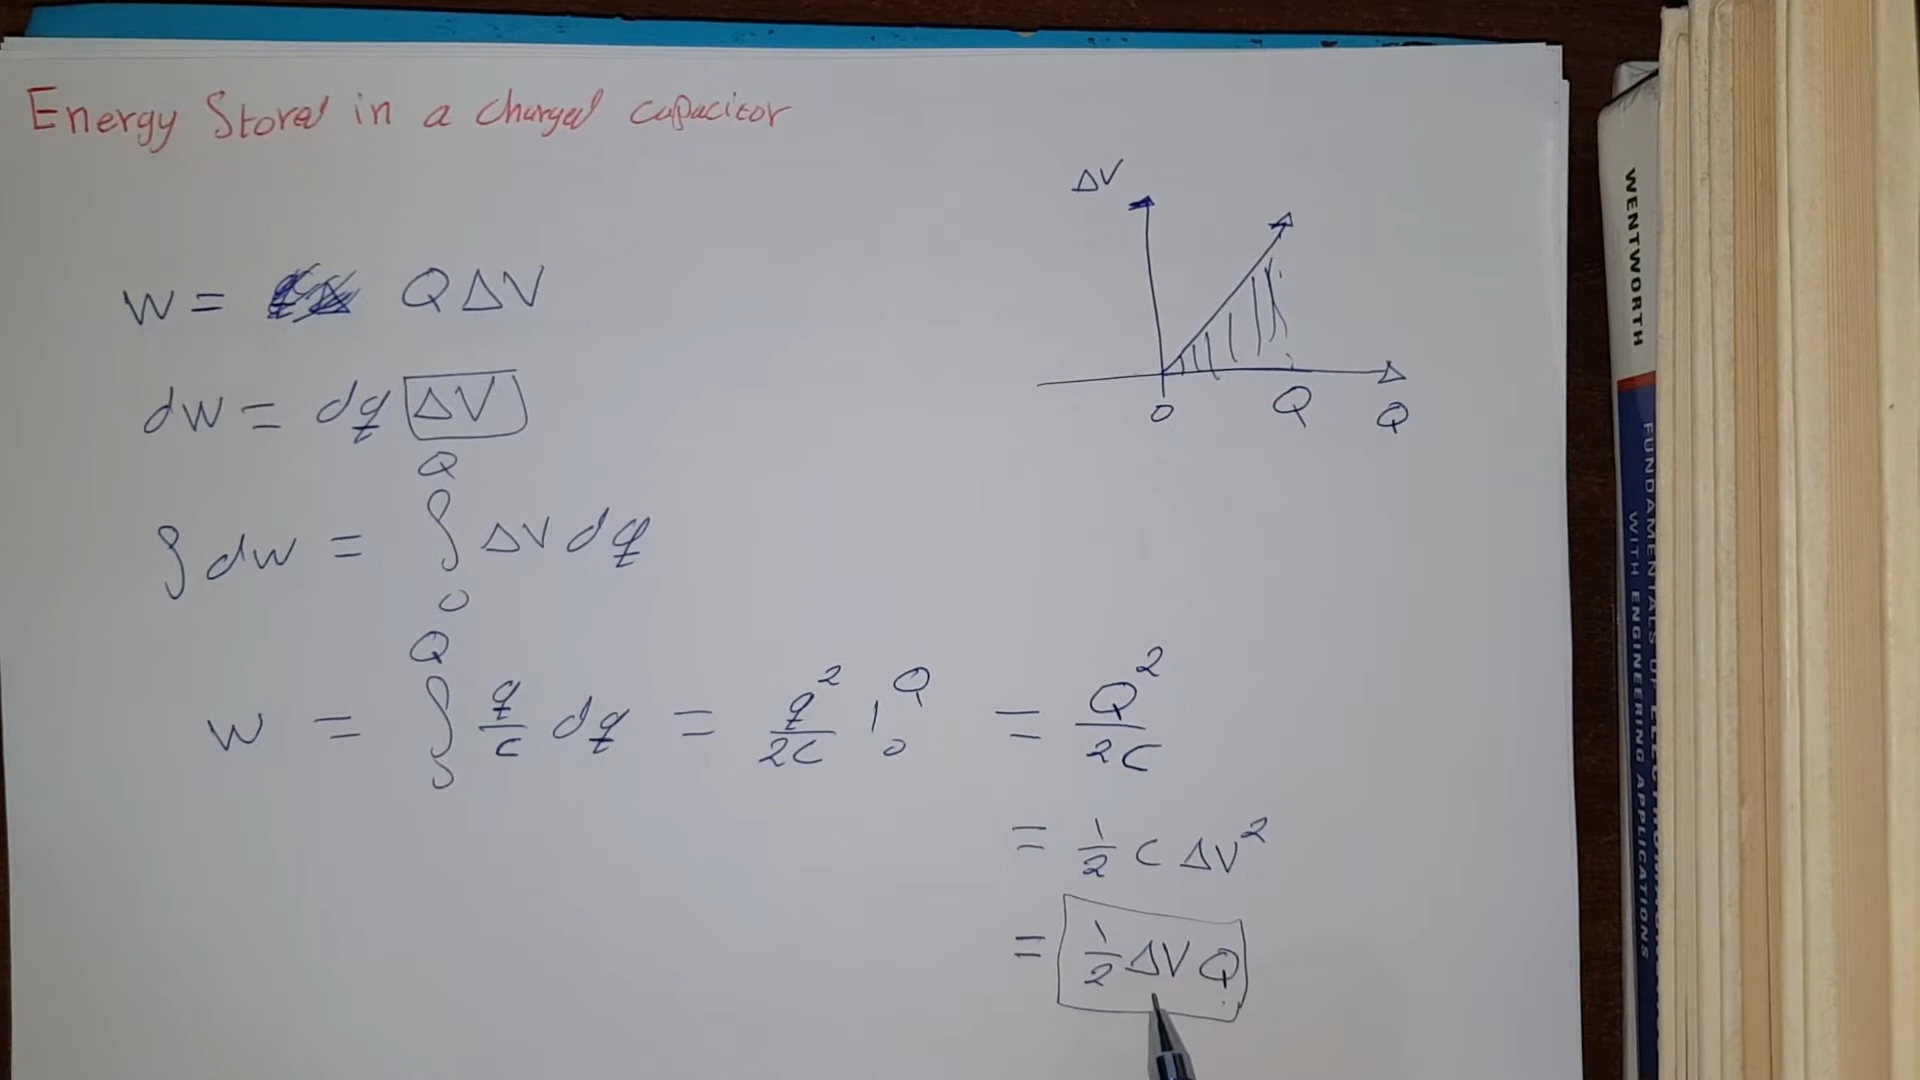 Energy Stored in a charged capacitor
ΔV
0 Q Q
W = Q ΔV
dW = dq ΔV
∫ dW = ∫₀^Q ΔV dq
W = ∫₀^Q q/C dq = q²/2C |₀^Q = Q²/2C
= 1/2 C ΔV²
= 1/2 ΔV Q
WENTWORTH
FUNDAMENTALS OF ELECTROMAGNETICS
WITH ENGINEERING APPLICATIONS